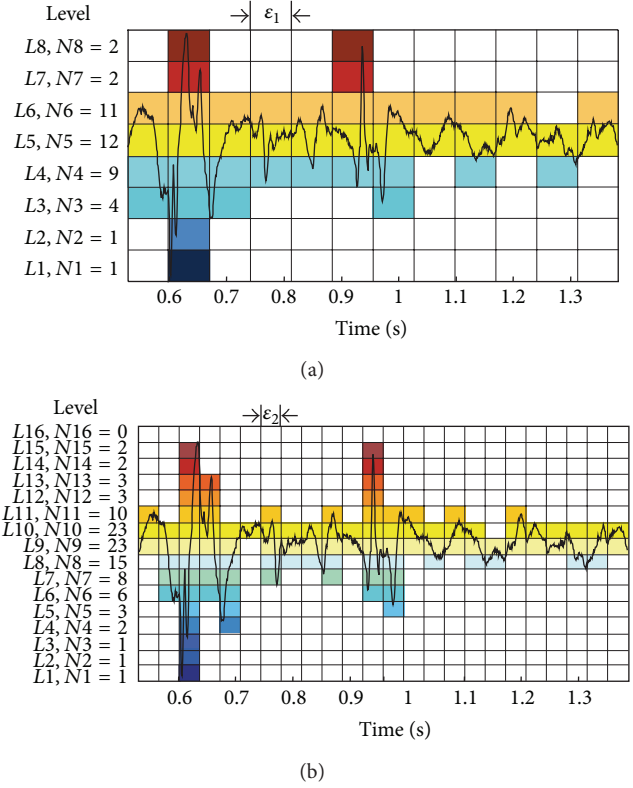 Level
ε1
L8, N8 = 2
L7, N7 = 2
L6, N6 = 11
L5, N5 = 12
L4, N4 = 9
L3, N3 = 4
L2, N2 = 1
L1, N1 = 1
0.6 0.7 0.8 0.9 1 1.1 1.2 1.3
Time (s)
(a)
Level
ε2
L16, N16 = 0
L15, N15 = 2
L14, N14 = 2
L13, N13 = 3
L12, N12 = 3
L11, N11 = 10
L10, N10 = 23
L9, N9 = 23
L8, N8 = 15
L7, N7 = 8
L6, N6 = 6
L5, N5 = 3
L4, N4 = 2
L3, N3 = 1
L2, N2 = 1
L1, N1 = 1
0.6 0.7 0.8 0.9 1 1.1 1.2 1.3
Time (s)
(b)